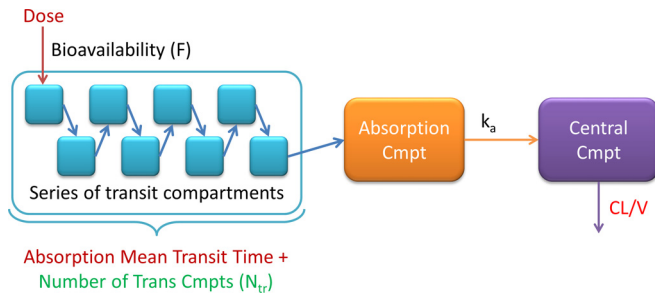 Dose
Bioavailability (F)
Series of transit compartments
Absorption Mean Transit Time +
Number of Trans Cmpts (Ntr)
Absorption
Cmpt
ka
Central
Cmpt
CL/V